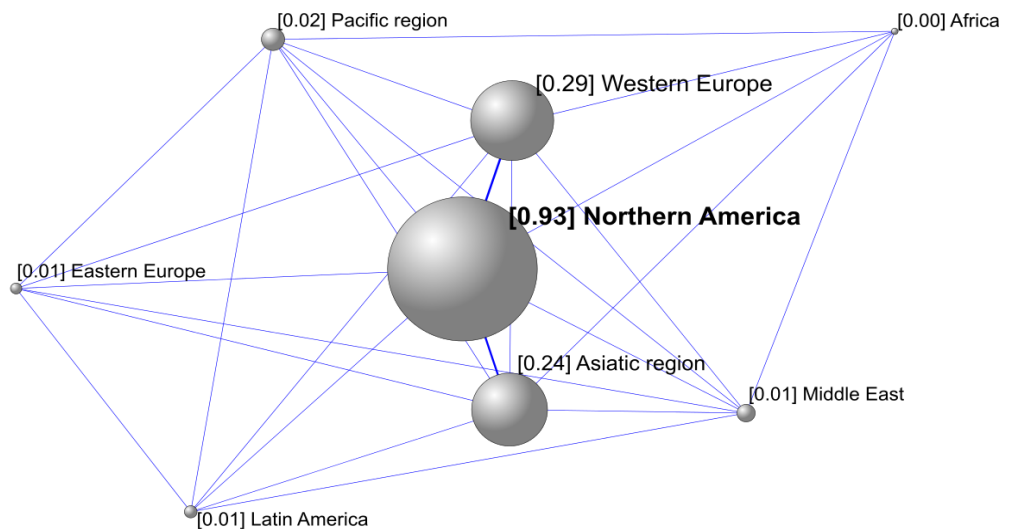 [0.02] Pacific region
[0.00] Africa
[0.29] Western Europe
[0.93] Northern America
[0.01] Eastern Europe
[0.24] Asiatic region
[0.01] Middle East
[0.01] Latin America